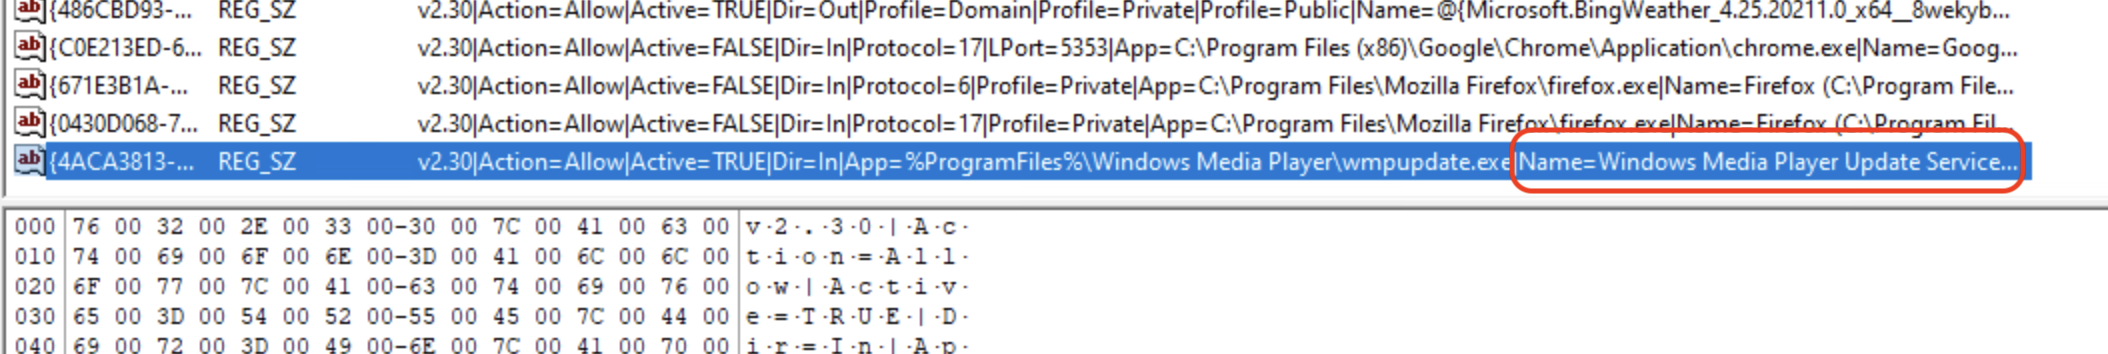 {486CBD93-... REG_SZ v2.30|Action=Allow|Active=TRUE|Dir=Out|Profile=Domain|Profile=Private|Profile=Public|Name=@{Microsoft.BingWeather_4.25.20211.0_x64__8wekyb...
{C0E213ED-6... REG_SZ v2.30|Action=Allow|Active=FALSE|Dir=In|Protocol=17|LPort=5353|App=C:\Program Files (x86)\Google\Chrome\Application\chrome.exe|Name=Goog...
{671E3B1A-... REG_SZ v2.30|Action=Allow|Active=FALSE|Dir=In|Protocol=6|Profile=Private|App=C:\Program Files\Mozilla Firefox\firefox.exe|Name=Firefox (C:\Program File...
{0430D068-7... REG_SZ v2.30|Action=Allow|Active=FALSE|Dir=In|Protocol=17|Profile=Private|App=C:\Program Files\Mozilla Firefox\firefox.exe|Name=Firefox (C:\Program Fil...
{4ACA3813-... REG_SZ v2.30|Action=Allow|Active=TRUE|Dir=In|App=%ProgramFiles%\Windows Media Player\wmpupdate.exe|Name=Windows Media Player Update Service...
000 76 00 32 00 2E 00 33 00-30 00 7C 00 41 00 63 00 v·2·.·3·0·|·A·c·
010 74 00 69 00 6F 00 6E 00-3D 00 41 00 6C 00 6C 00 t·i·o·n·=·A·l·l·
020 6F 00 77 00 7C 00 41 00-63 00 74 00 69 00 76 00 o·w·|·A·c·t·i·v·
030 65 00 3D 00 54 00 52 00-55 00 45 00 7C 00 44 00 e·=·T·R·U·E·|·D·
040 69 00 72 00 3D 00 49 00-6E 00 7C 00 41 00 70 00 i·r·=·I·n·|·A·p·